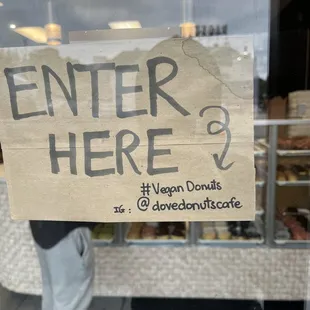 ENTER
HERE
#Vegan Donuts
IG: @dovedonutscafe